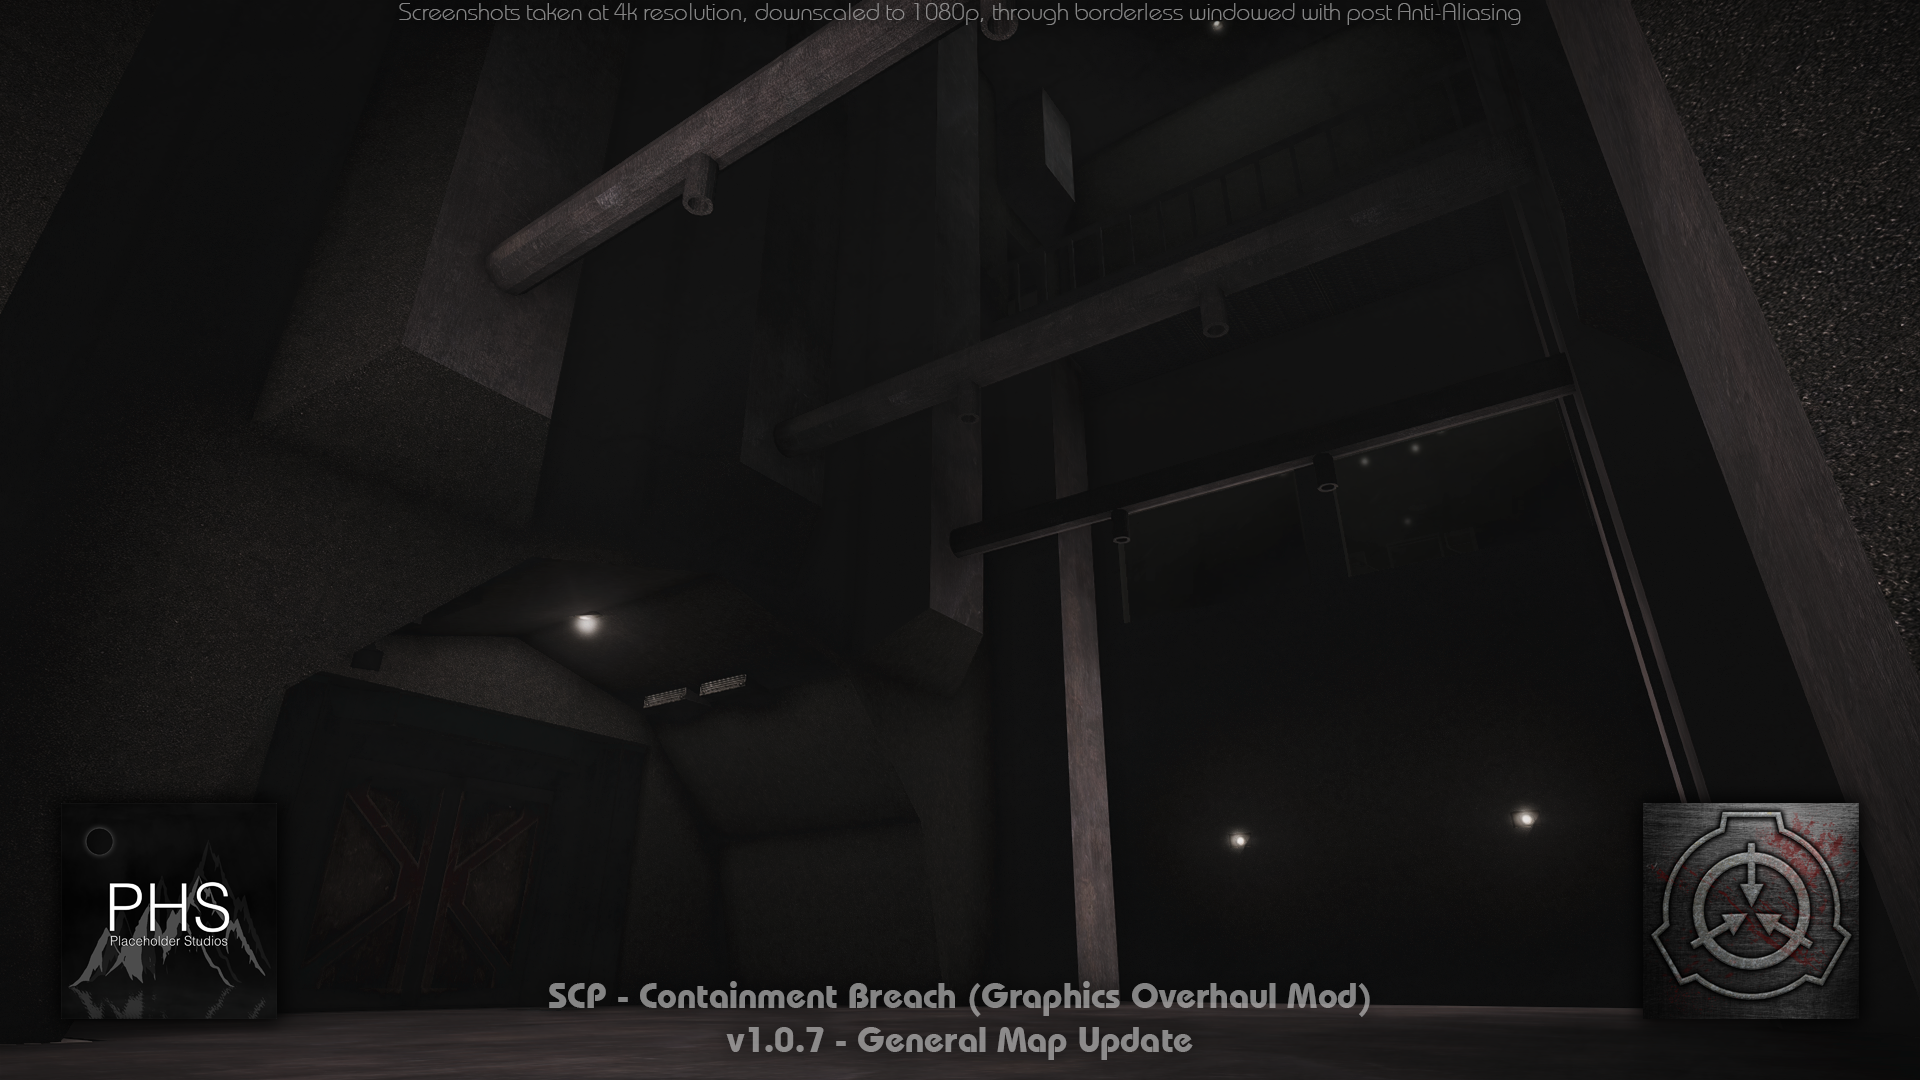 Screenshots taken at 4k resolution, downscaled to 1080p, through borderless windowed with post Anti-Aliasing
PHS
Placeholder Studios
SCP - Containment Breach (Graphics Overhaul Mod)
v1.0.7 - General Map Update